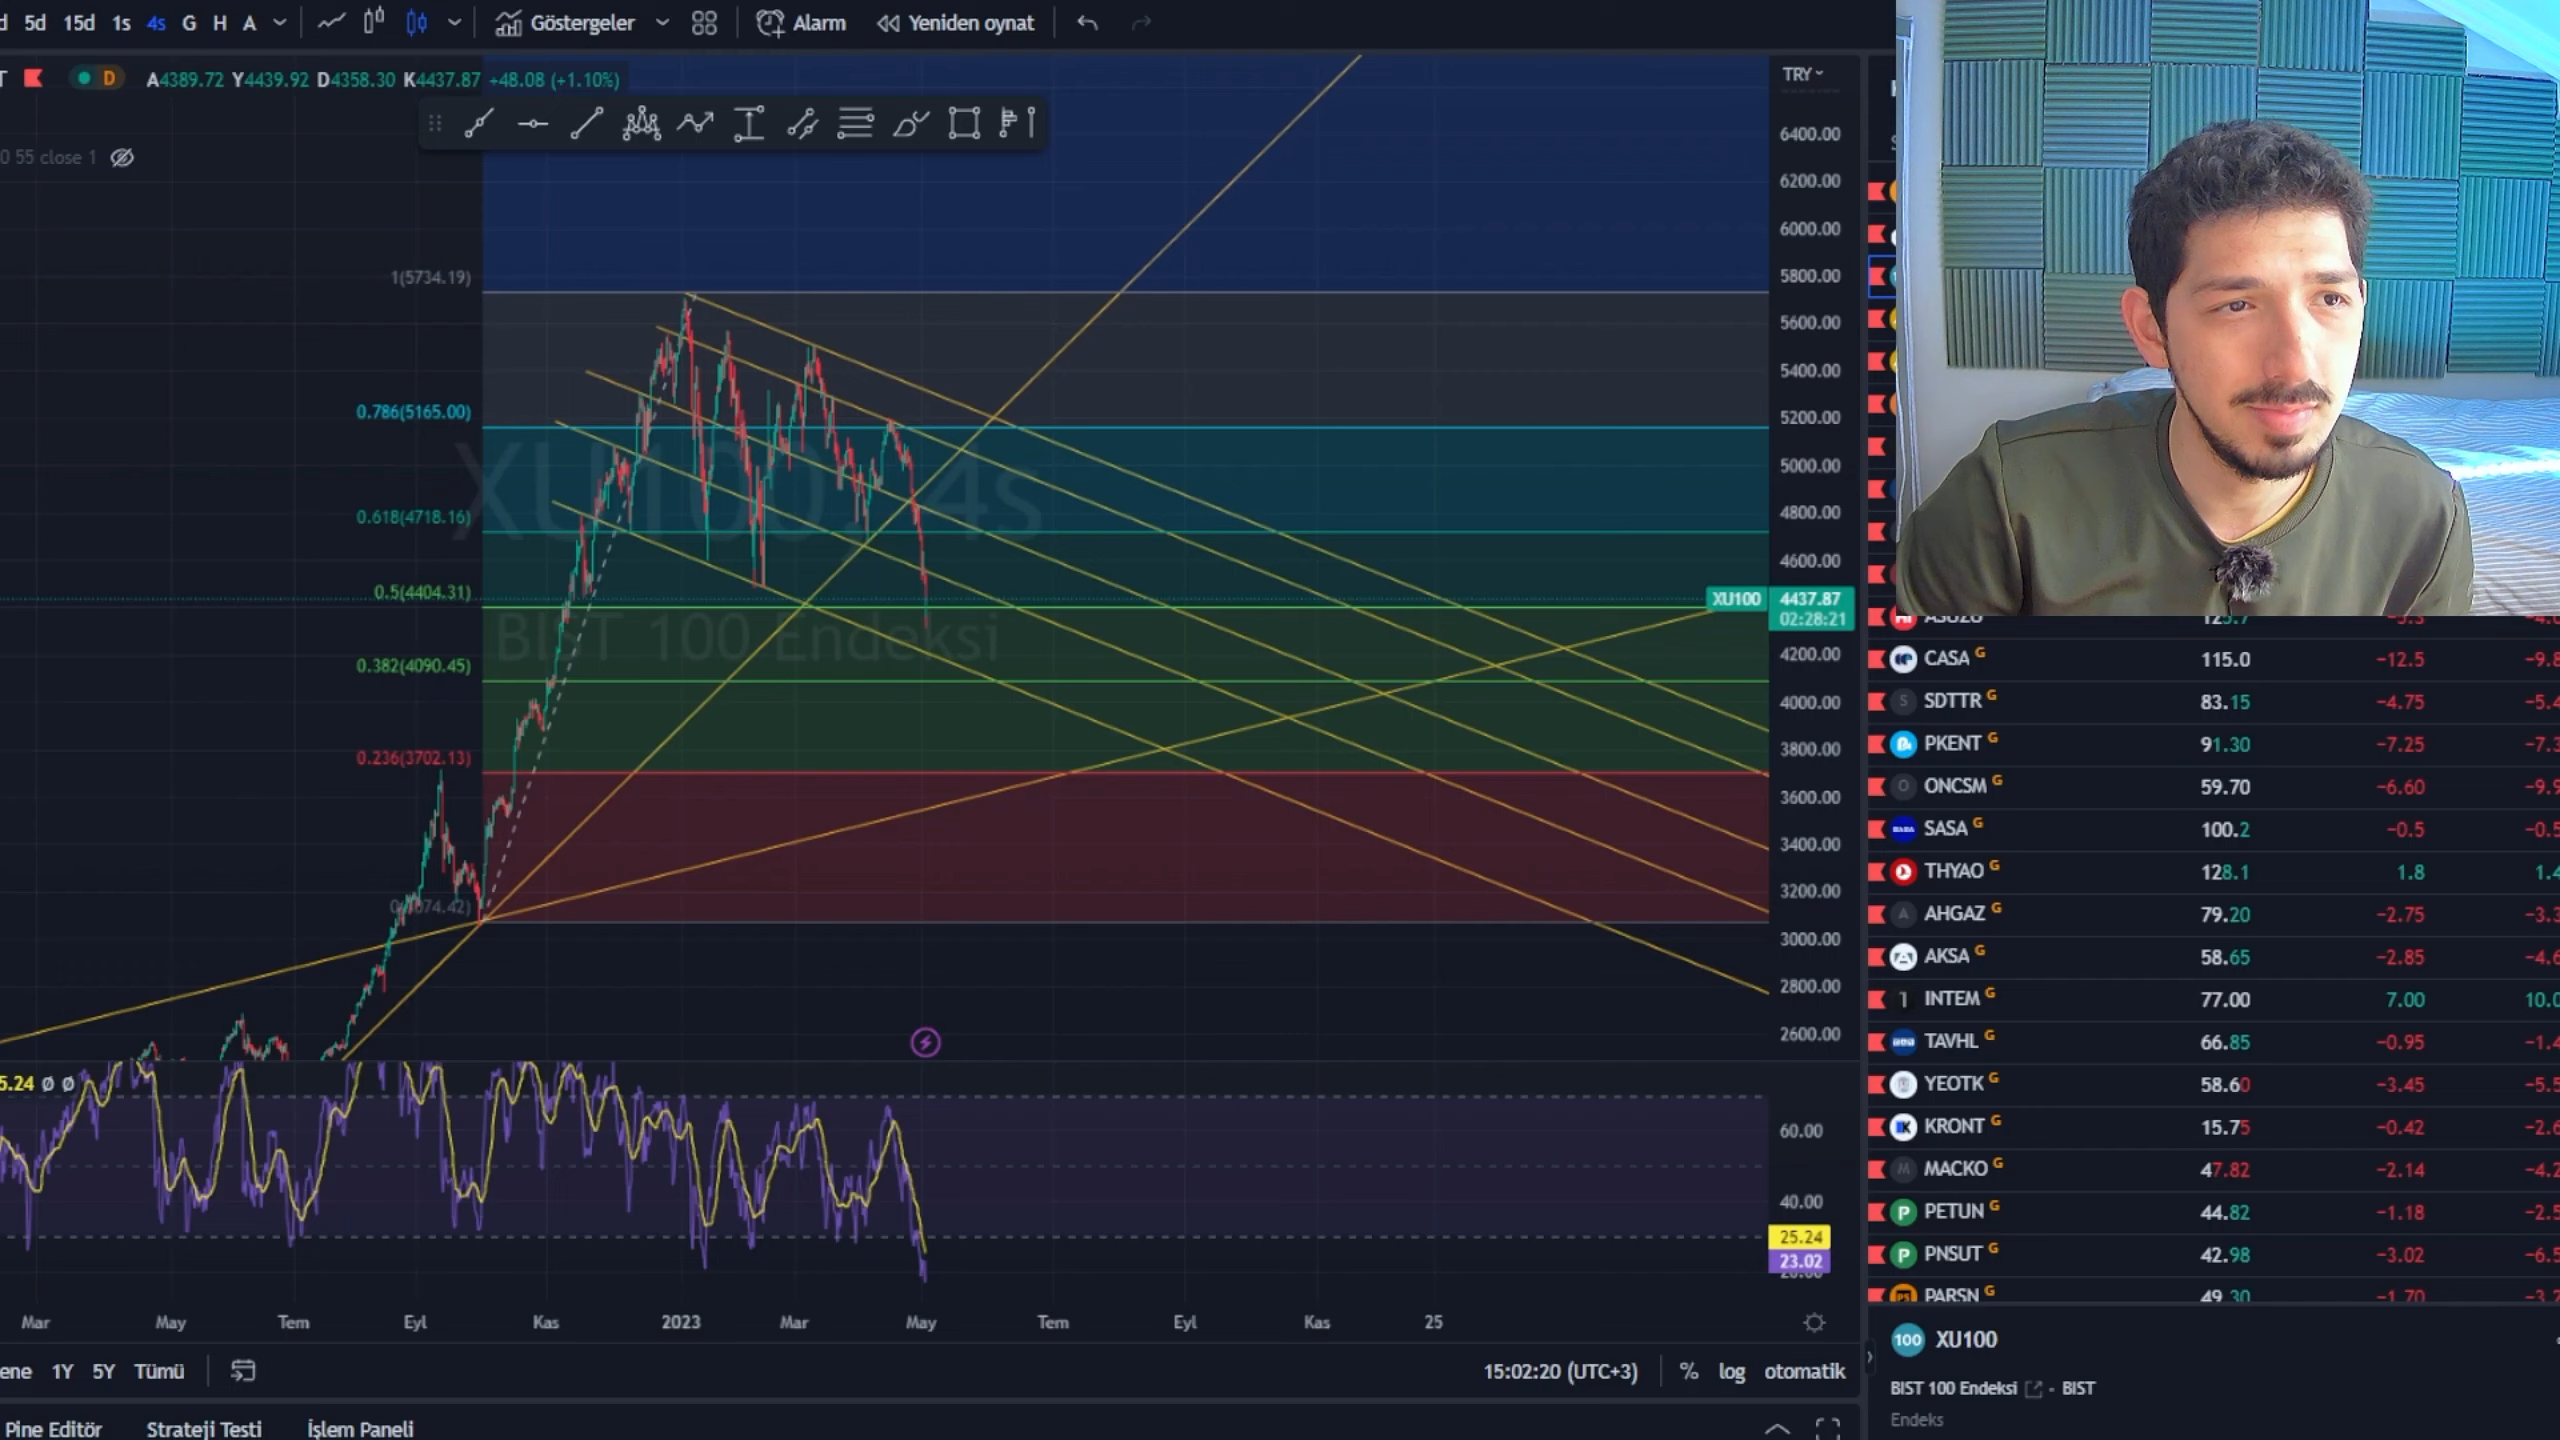 5d 15d 1s 4s G H A Göstergeler Alarm Yeniden oynat
A4389.72 Y4439.92 D4358.30 K4437.87 +48.08 (+1.10%)
0 55 close 1
TRY
6400.00
6200.00
6000.00
5800.00
5600.00
5400.00
5200.00
5000.00
4800.00
4600.00
XU100 4437.87
02:28:21
4200.00
4000.00
3800.00
3600.00
3400.00
3200.00
3000.00
2800.00
2600.00
1(5734.19)
0.786(5165.00)
0.618(4718.16)
0.5(4404.31)
0.382(4090.45)
0.236(3702.13)
XU100, 4s
BIST 100 Endeksi
5.24 Ø Ø
60.00
40.00
25.24
23.02
Mar May Tem Eyl Kas 2023 Mar May Tem Eyl Kas 25
1Y 5Y Tümü
15:02:20 (UTC+3) % log otomatik
Pine Editör Strateji Testi İşlem Paneli
CASA G 115.0 −12.5
SDTTR G 83.15 −4.75
PKENT G 91.30 −7.25
ONCSM G 59.70 −6.60
SASA G 100.2 −0.5
THYAO G 128.1 1.8
AHGAZ G 79.20 −2.75
AKSA G 58.65 −2.85
INTEM G 77.00 7.00
TAVHL G 66.85 −0.95
YEOTK G 58.60 −3.45
KRONT G 15.75 −0.42
MACKO G 47.82 −2.14
PETUN G 44.82 −1.18
PNSUT G 42.98 −3.02
PARSN G 49.30 −1.70
100 XU100
BIST 100 Endeksi - BIST
Endeks